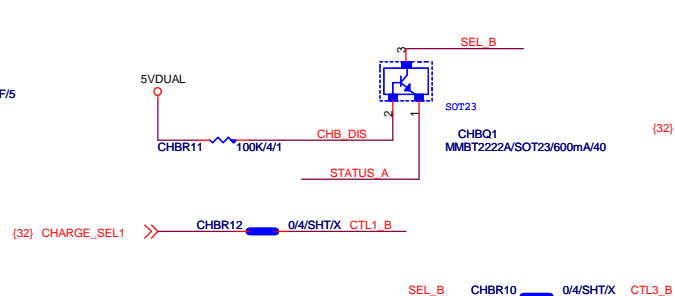 3
SEL_B
5VDUAL
F/5
SOT23
2
1
CHB_DIS
CHBQ1
{32}
CHBR11
100K/4/1
MMBT2222A/SOT23/600mA/40
STATUS_A
{32} CHARGE_SEL1
CHBR12
0/4/SHT/X
CTL1_B
SEL_B
CHBR10
0/4/SHT/X
CTL3_B